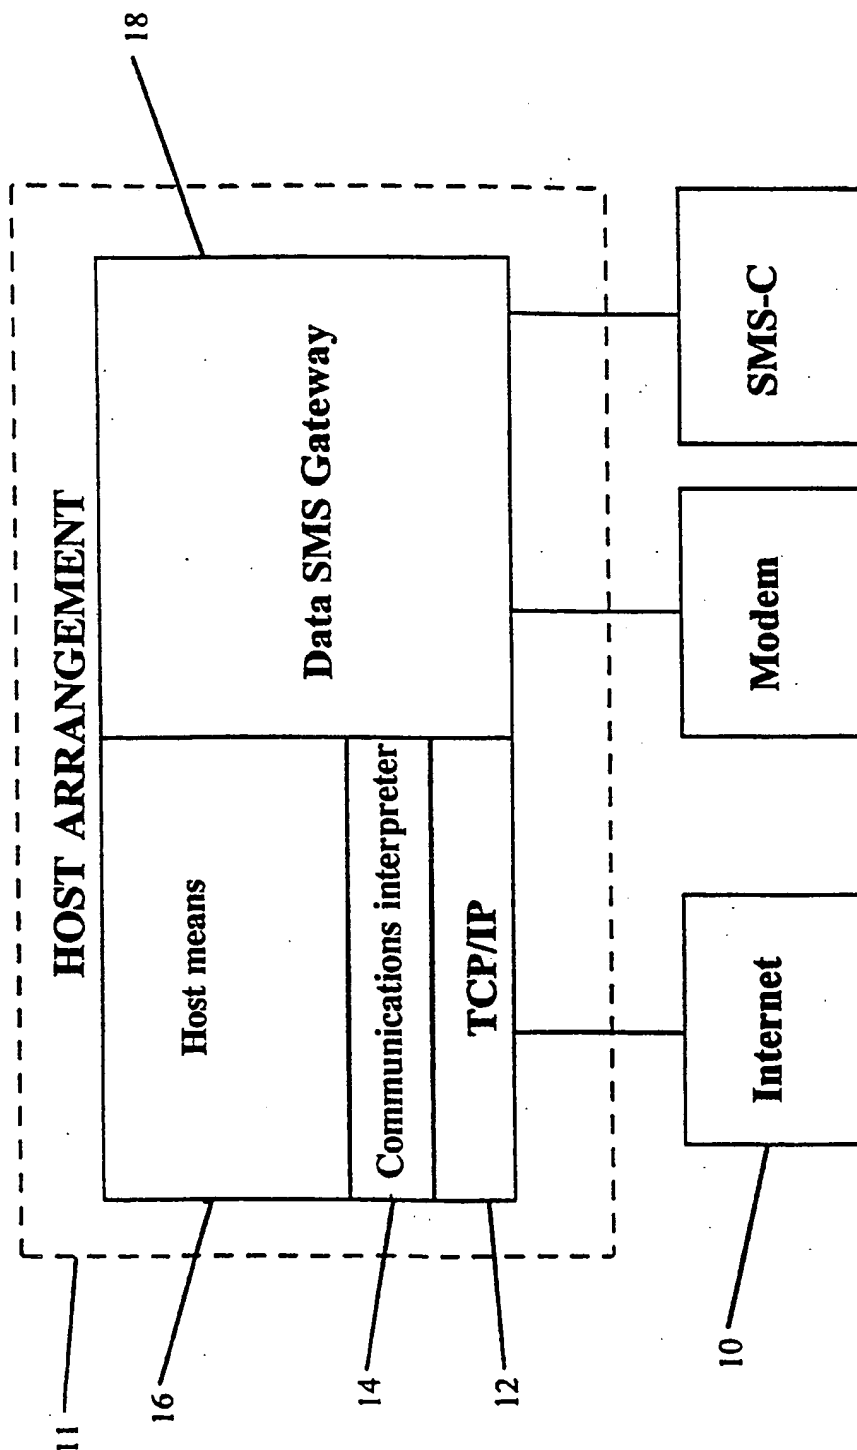 HOST ARRANGEMENT
11
16
Host means
Data SMS Gateway
18
14
Communications interpreter
12
TCP/IP
10
Internet
Modem
SMS-C